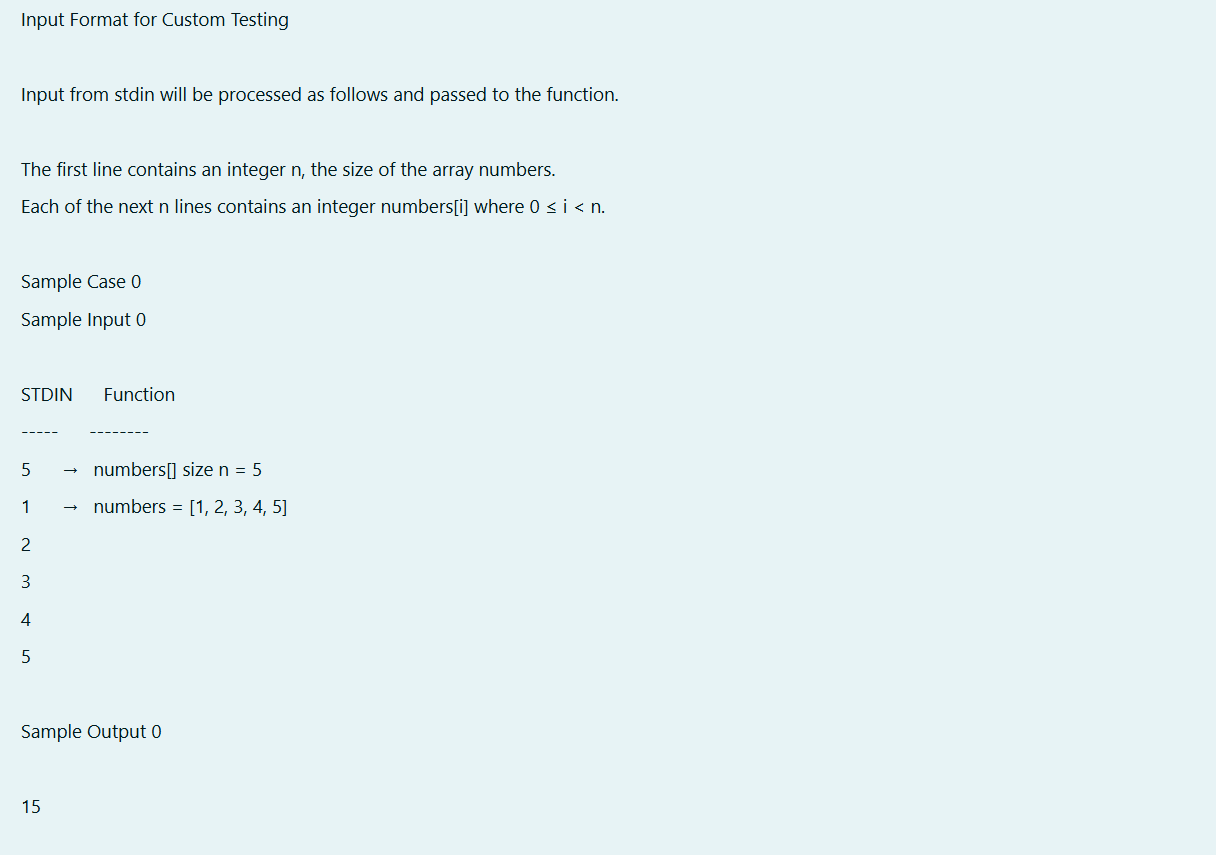 Input Format for Custom Testing
Input from stdin will be processed as follows and passed to the function.
The first line contains an integer n, the size of the array numbers.
Each of the next n lines contains an integer numbers[i] where 0 ≤ i < n.
Sample Case 0
Sample Input 0
STDIN Function
----- --------
5 → numbers[] size n = 5
1 → numbers = [1, 2, 3, 4, 5]
2
3
4
5
Sample Output 0
15